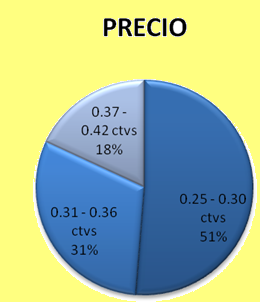 PRECIO
0.37 -
0.42 ctvs
18%
0.25 - 0.30
ctvs
51%
0.31 - 0.36
ctvs
31%